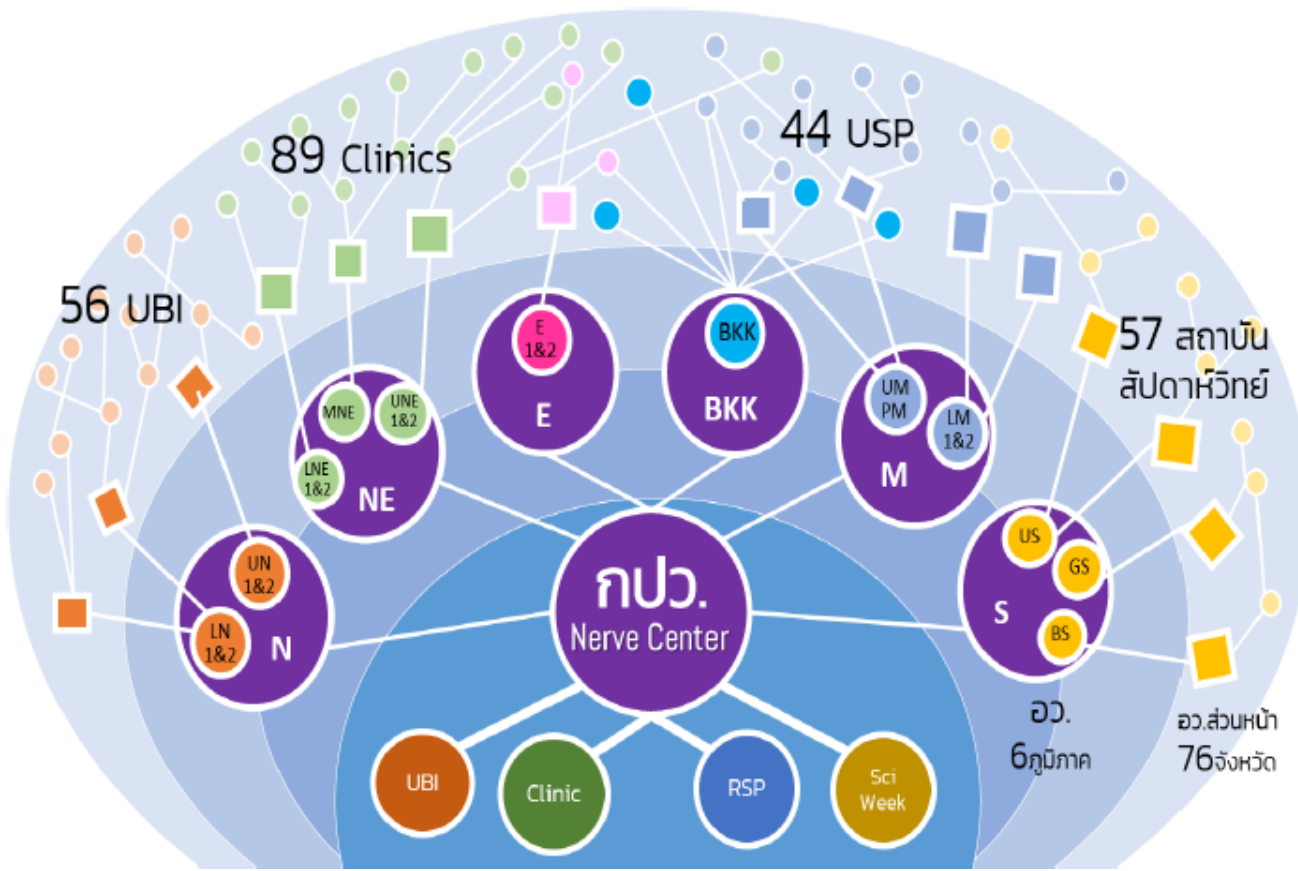 89 Clinics
44 USP
56 UBI
57 สถาบัน
สัปดาห์วิทย์
E
1&2
E
BKK
BKK
MNE
UNE
1&2
LNE
1&2
NE
UM
PM
LM
1&2
M
UN
1&2
LN
1&2
N
US
GS
BS
S
กปว.
Nerve Center
อว.
6ภูมิภาค
อว.ส่วนหน้า
76จังหวัด
UBI
Clinic
RSP
Sci
Week